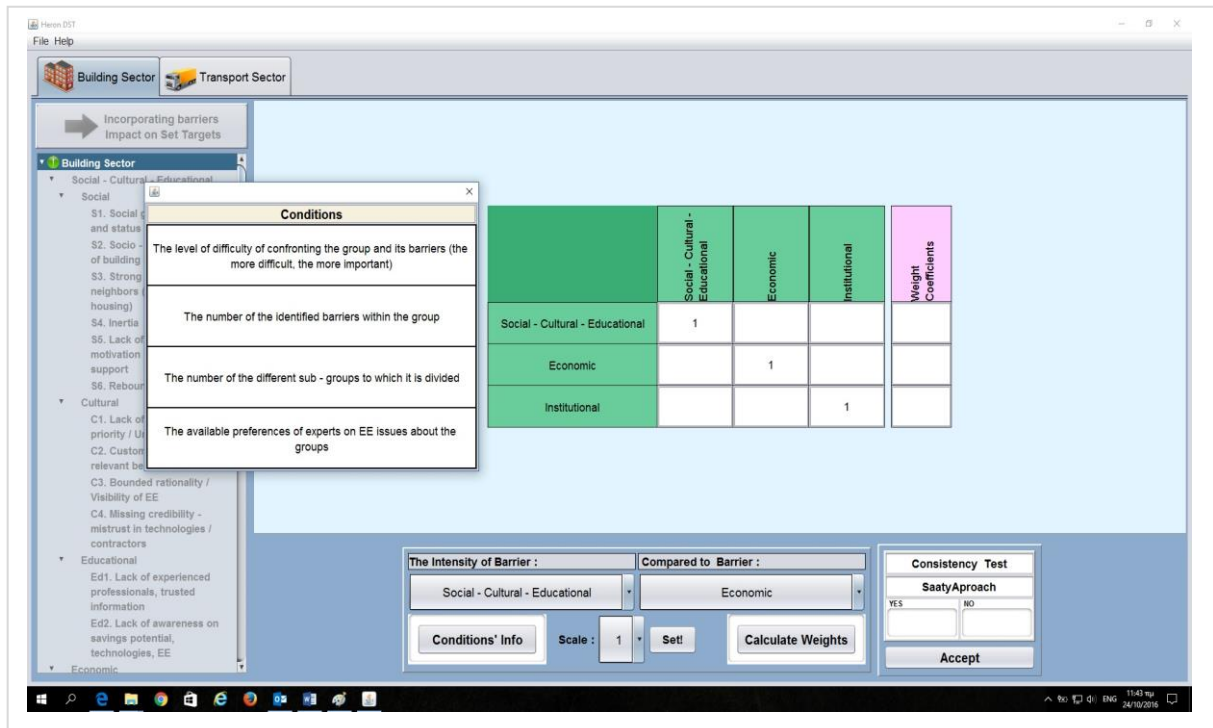 Heron DST
File Help
Building Sector
Transport Sector
Incorporating barriers
Impact on Set Targets
Building Sector
Social - Cultural - Educational
Social
S1. Social
and status
S2. Socio -
of building
S3. Strong
neighbors
housing)
S4. Inertia
S5. Lack of
motivation
support
S6. Rebour
Cultural
C1. Lack of
priority /
C2. Custom
relevant be
C3. Bounded rationality /
Visibility of EE
C4. Missing credibility -
mistrust in technologies /
contractors
Educational
Ed1. Lack of experienced
professionals, trusted
information
Ed2. Lack of awareness on
savings potential,
technologies, EE
Economic
Conditions
The level of difficulty of confronting the group and its barriers (the
more difficult, the more important)
The number of the identified barriers within the group
The number of the different sub - groups to which it is divided
The available preferences of experts on EE issues about the
groups
Social - Cultural -
Educational
Economic
Institutional
Weight
Coefficients
Social - Cultural - Educational 1
Economic 1
Institutional 1
The Intensity of Barrier : Compared to Barrier :
Social - Cultural - Educational Economic
Conditions' Info Scale : 1 Set! Calculate Weights
Consistency Test
SaatyAproach
YES NO
Accept
ENG
11:43 πμ
24/10/2016